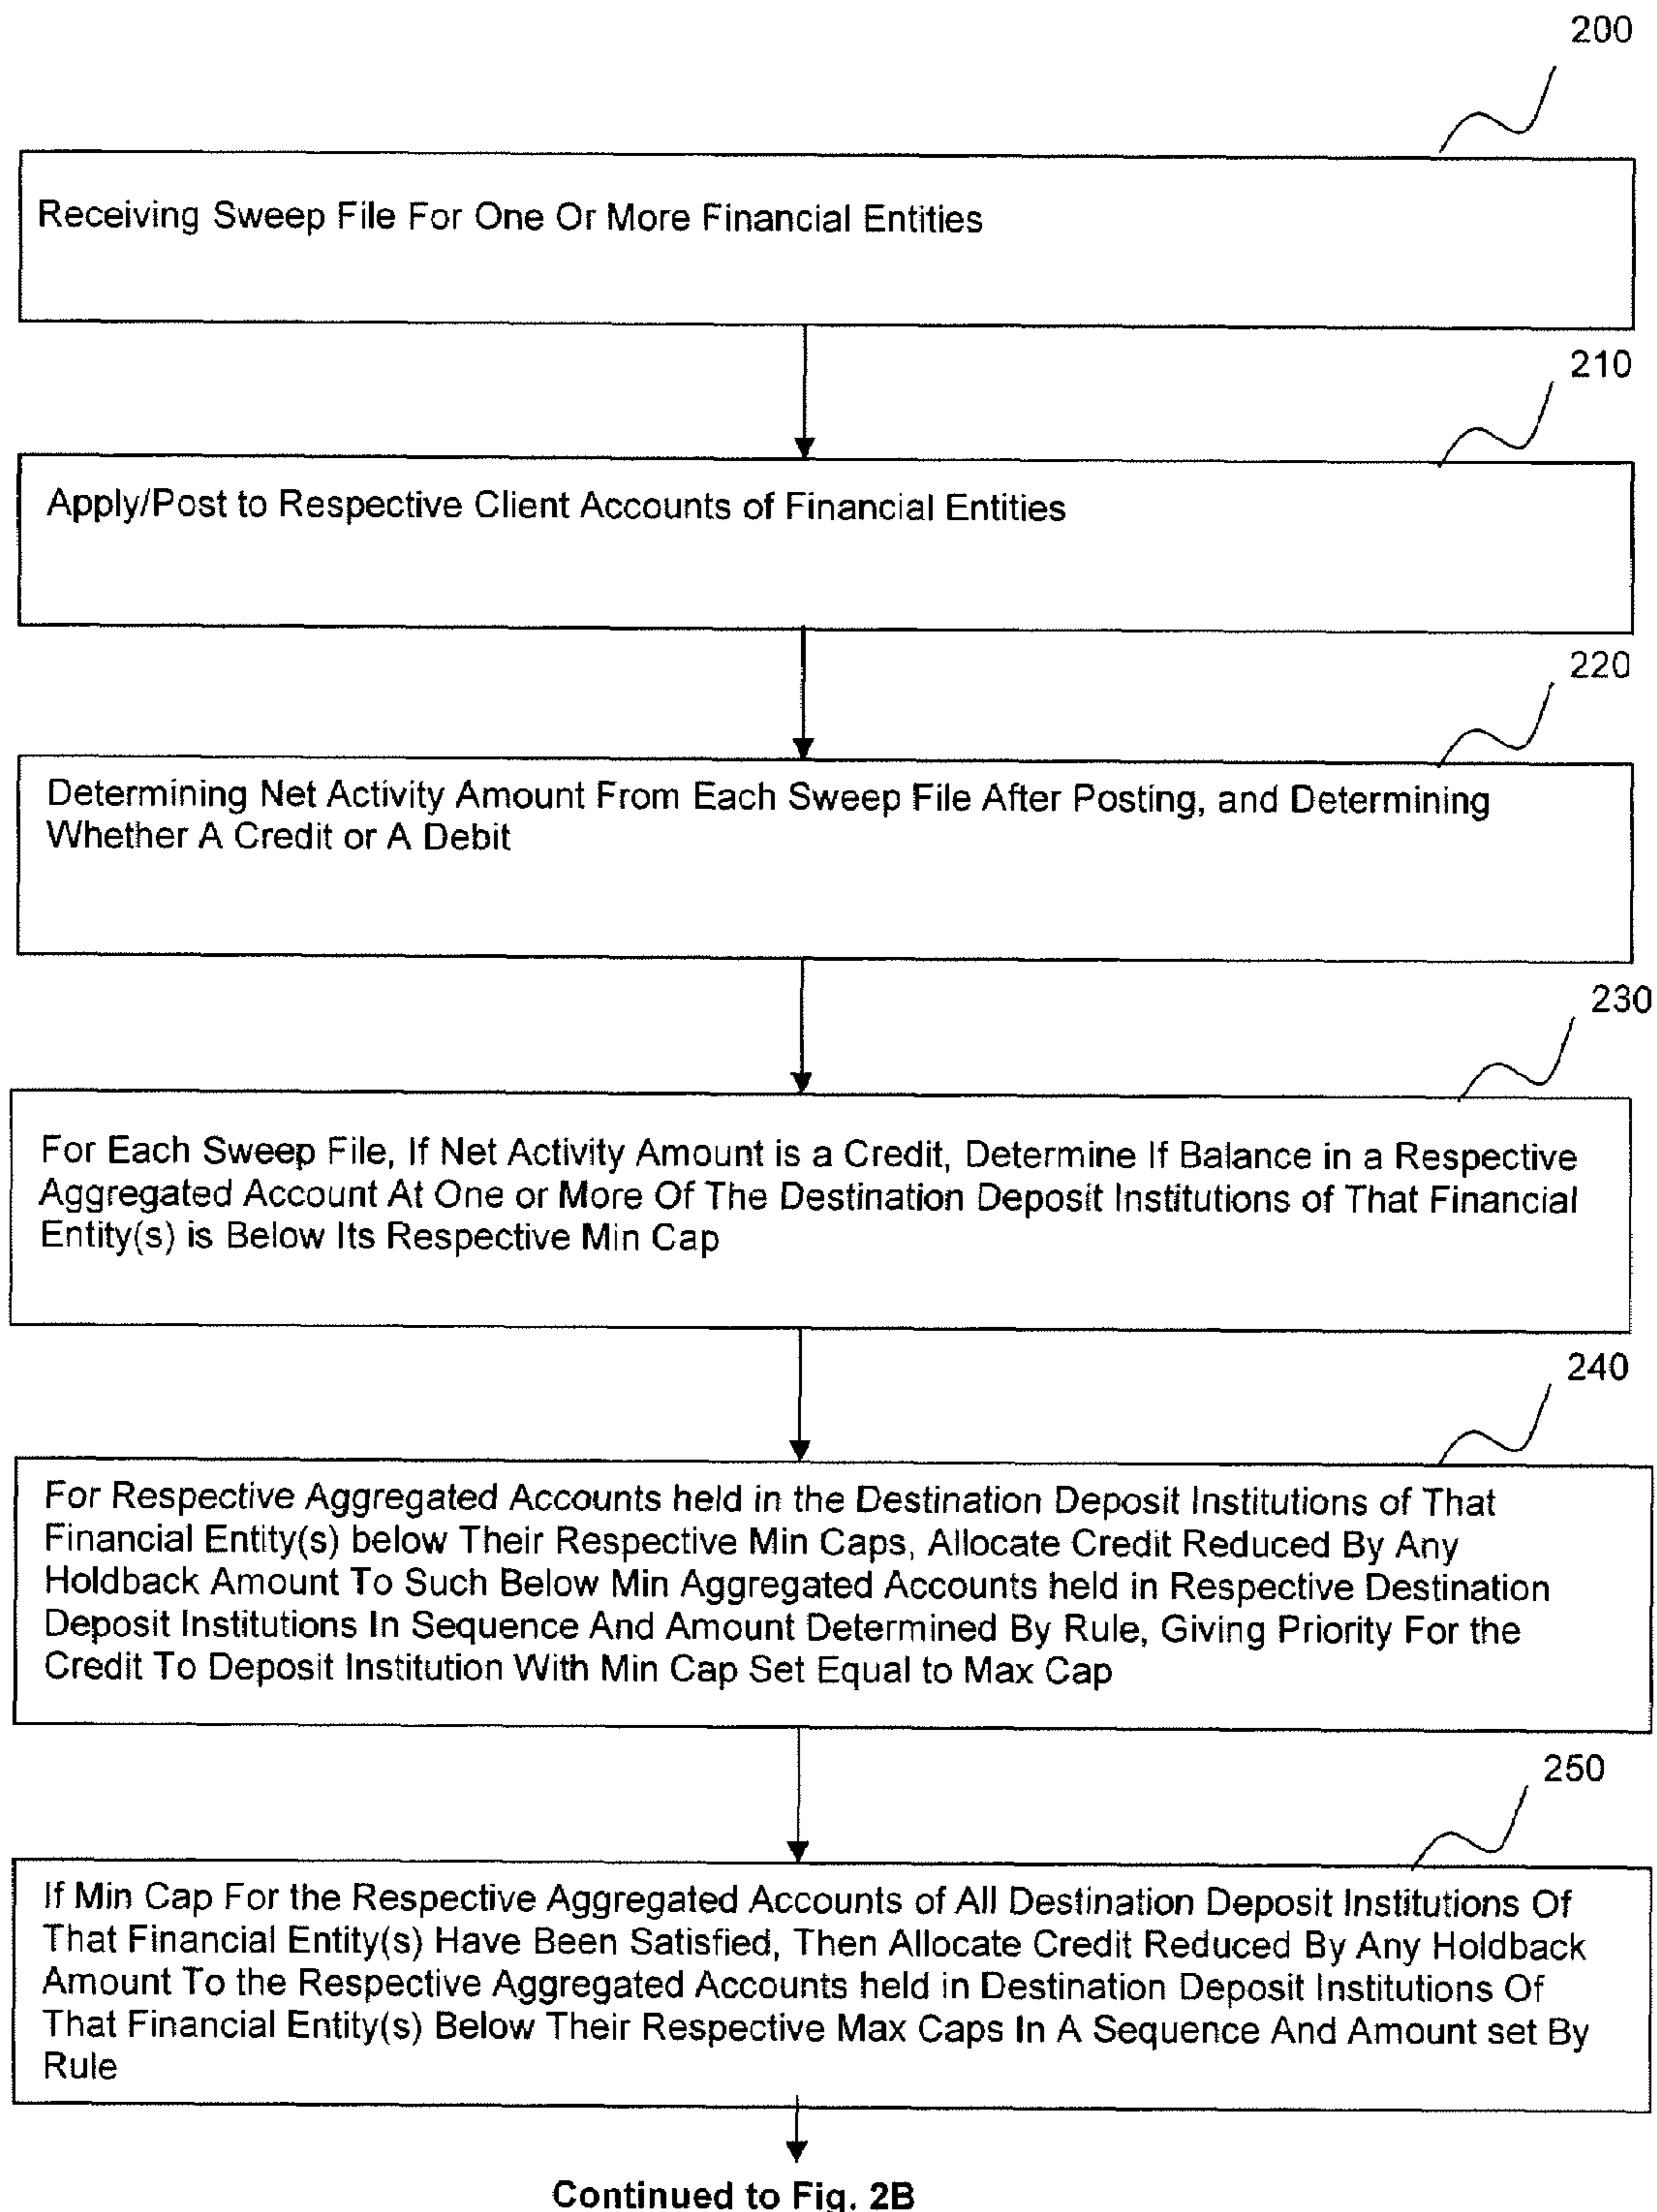 200
Receiving Sweep File For One Or More Financial Entities
210
Apply/Post to Respective Client Accounts of Financial Entities
220
Determining Net Activity Amount From Each Sweep File After Posting, and Determining
Whether A Credit or A Debit
230
For Each Sweep File, If Net Activity Amount is a Credit, Determine If Balance in a Respective
Aggregated Account At One or More Of The Destination Deposit Institutions of That Financial
Entity(s) is Below Its Respective Min Cap
240
For Respective Aggregated Accounts held in the Destination Deposit Institutions of That
Financial Entity(s) below Their Respective Min Caps, Allocate Credit Reduced By Any
Holdback Amount To Such Below Min Aggregated Accounts held in Respective Destination
Deposit Institutions In Sequence And Amount Determined By Rule, Giving Priority For the
Credit To Deposit Institution With Min Cap Set Equal to Max Cap
250
If Min Cap For the Respective Aggregated Accounts of All Destination Deposit Institutions Of
That Financial Entity(s) Have Been Satisfied, Then Allocate Credit Reduced By Any Holdback
Amount To the Respective Aggregated Accounts held in Destination Deposit Institutions Of
That Financial Entity(s) Below Their Respective Max Caps In A Sequence And Amount set By
Rule
Continued to Fig. 2B